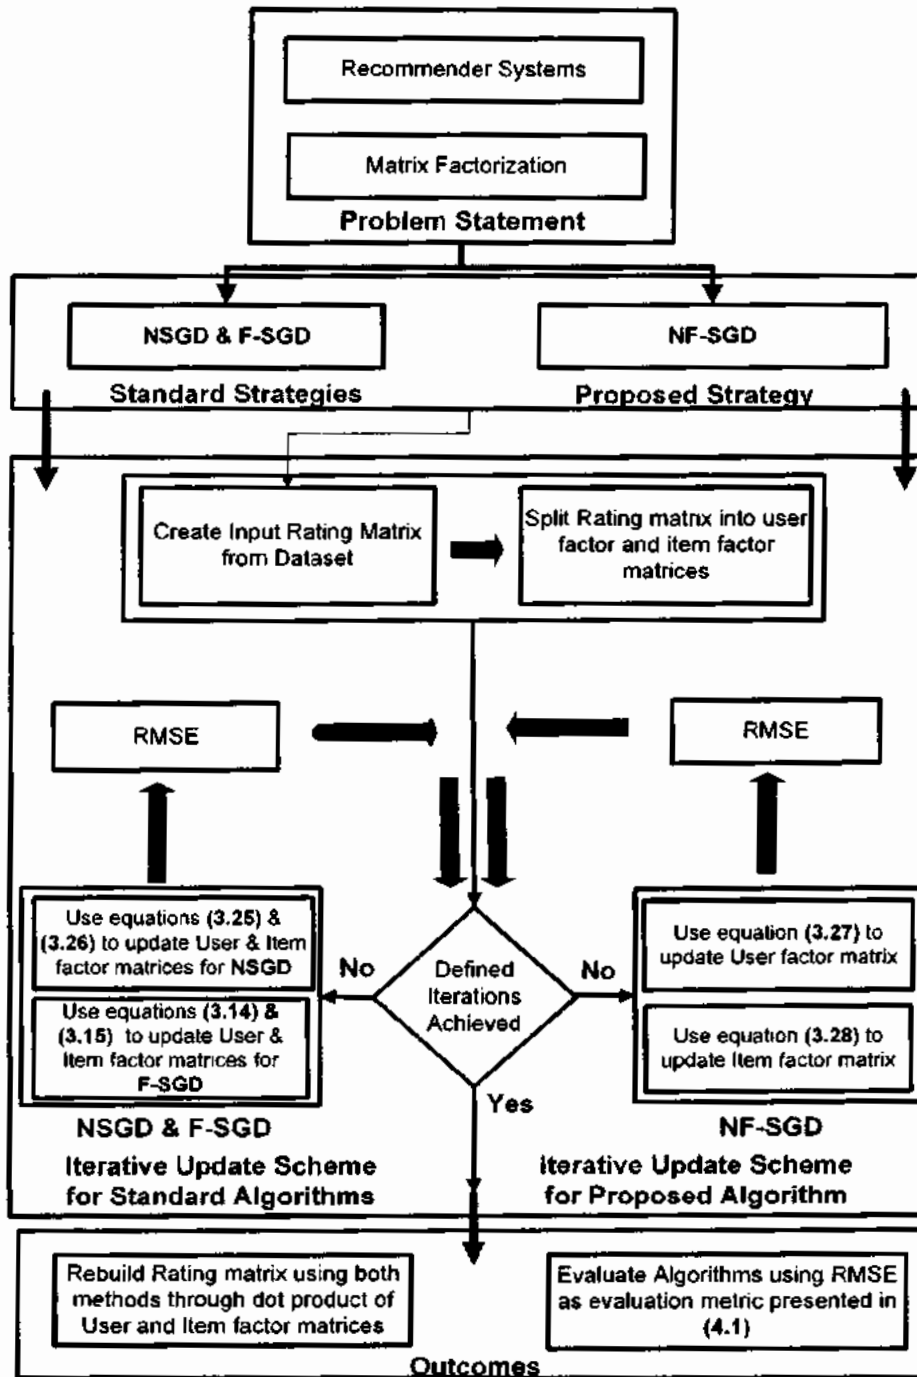 Recommender Systems
Matrix Factorization
Problem Statement
NSGD & F-SGD
Standard Strategies
NF-SGD
Proposed Strategy
Create Input Rating Matrix
from Dataset
Split Rating matrix into user
factor and item factor
matrices
RMSE
RMSE
Use equations (3.25) &
(3.26) to update User & Item
factor matrices for NSGD
Use equations (3.14) &
(3.15) to update User &
Item factor matrices for
F-SGD
No
Defined
Iterations
Achieved
No
Yes
Use equation (3.27) to
update User factor matrix
Use equation (3.28) to
update Item factor matrix
NSGD & F-SGD
Iterative Update Scheme
for Standard Algorithms
NF-SGD
Iterative Update Scheme
for Proposed Algorithm
Rebuild Rating matrix using both
methods through dot product of
User and Item factor matrices
Evaluate Algorithms using RMSE
as evaluation metric presented in
(4.1)
Outcomes